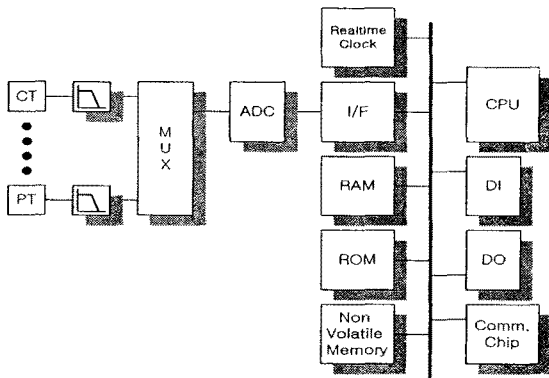 Realtime
Clock
CT
M
U
X
ADC
I/F
CPU
PT
RAM
DI
ROM
DO
Non
Volatile
Memory
Comm.
Chip